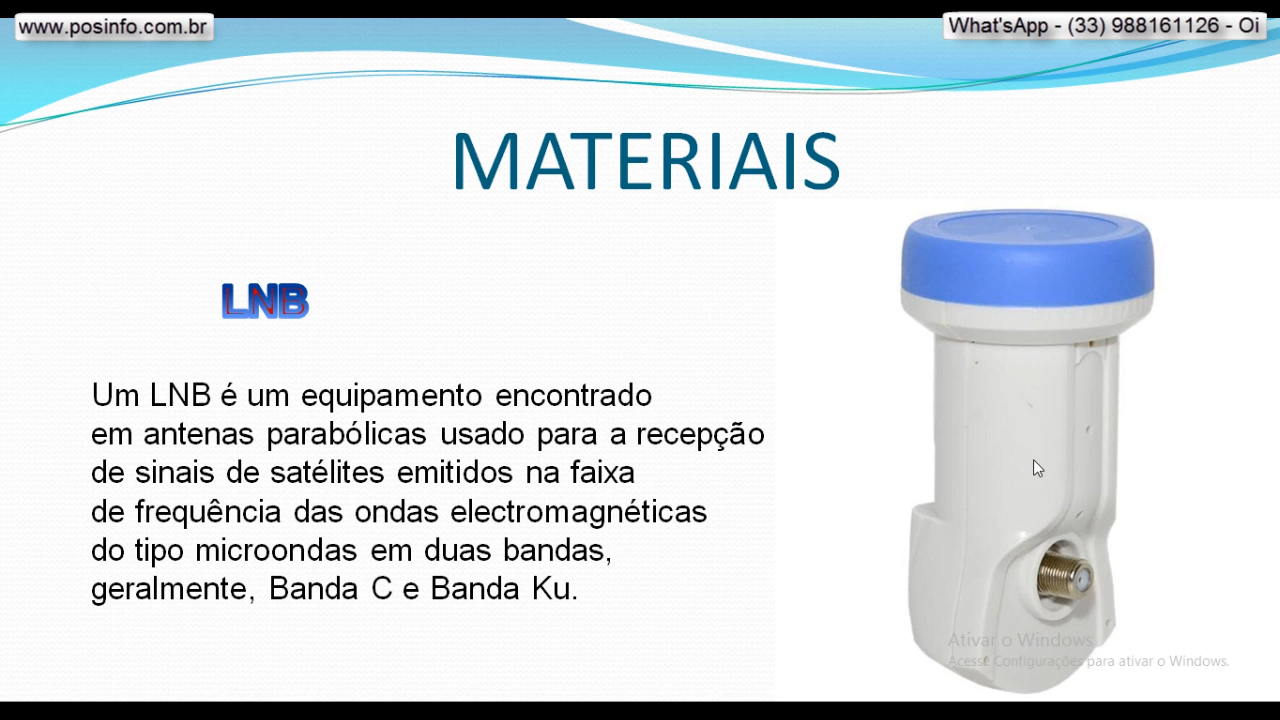 www.posinfo.com.br
What'sApp - (33) 988161126 - Oi
MATERIAIS
LNB
Um LNB é um equipamento encontrado
em antenas parabólicas usado para a recepção
de sinais de satélites emitidos na faixa
de frequência das ondas electromagnéticas
do tipo microondas em duas bandas,
geralmente, Banda C e Banda Ku.
Ativar o Windows
Acesse Configurações para ativar o Windows.